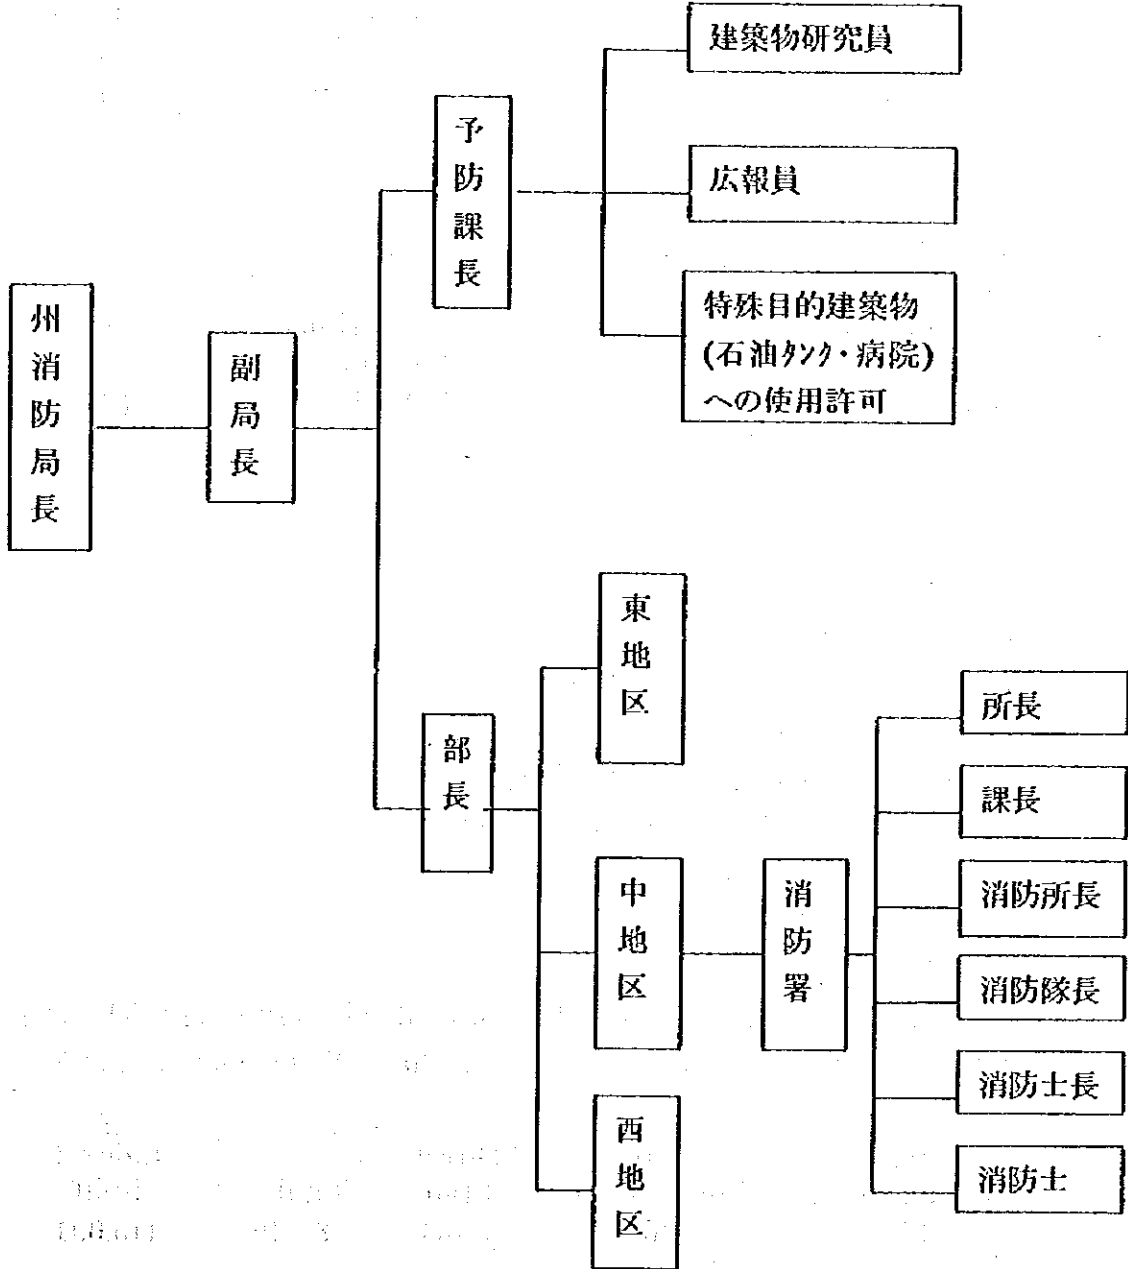 州消防局長
副局長
予防課長
建築物研究員
広報員
特殊目的建築物
(石油タンク・病院)
への使用許可
部長
東地区
中地区
西地区
消防署
所長
課長
消防所長
消防隊長
消防士長
消防士